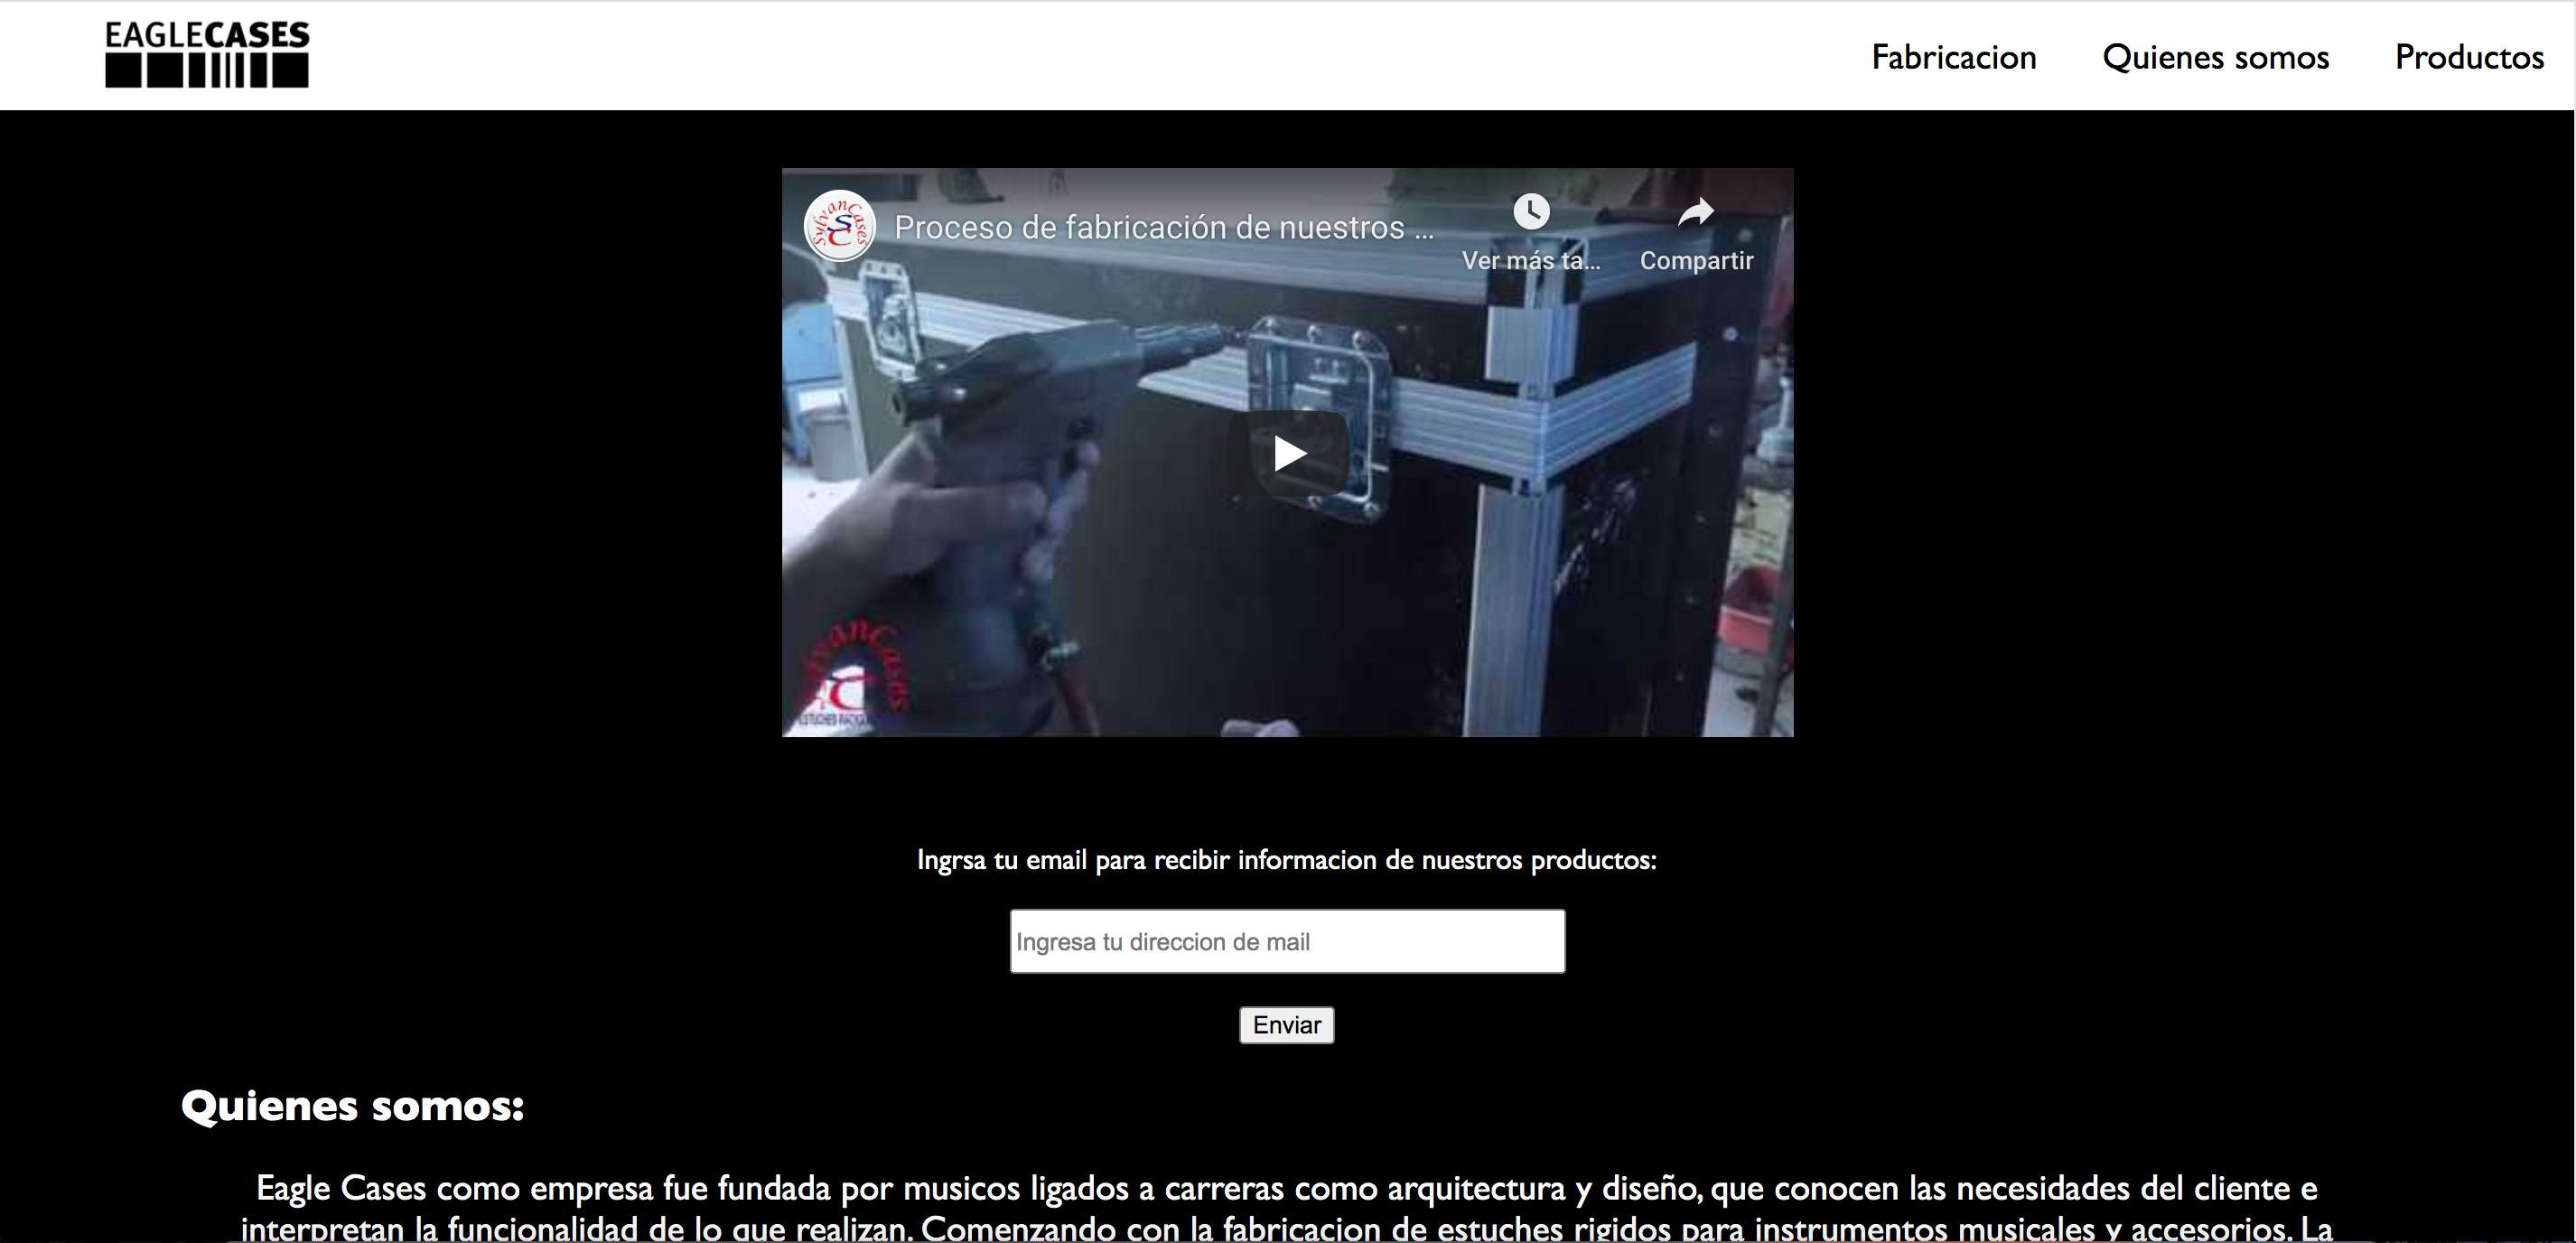 EAGLECASES
Fabricacion Quienes somos Productos
SylvanCases SC
Proceso de fabricación de nuestros ...
Ver más ta... Compartir
SylvanCases
Ingrsa tu email para recibir informacion de nuestros productos:
Ingresa tu direccion de mail
Enviar
Quienes somos:
Eagle Cases como empresa fue fundada por musicos ligados a carreras como arquitectura y diseño, que conocen las necesidades del cliente e
interpretan la funcionalidad de lo que realizan. Comenzando con la fabricacion de estuches rigidos para instrumentos musicales y accesorios. La